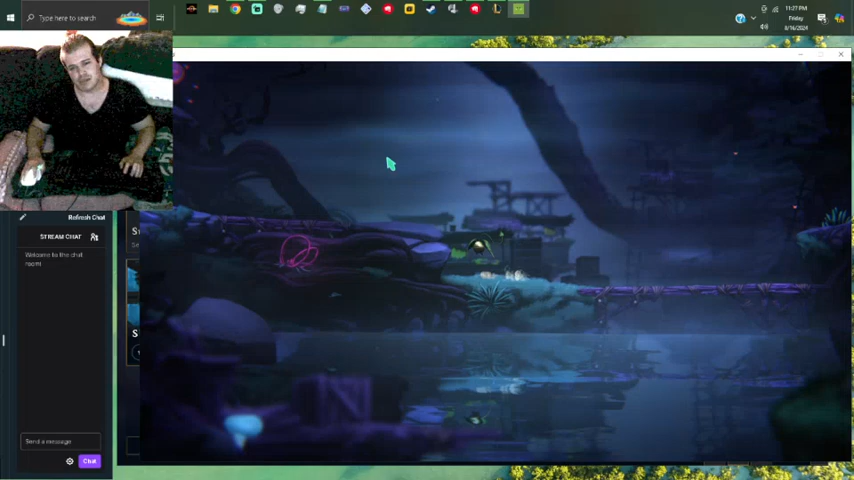 Type here to search
11:27 PM
Friday
8/16/2024
Refresh Chat
STREAM CHAT
Welcome to the chat
room!
Send a message
Chat